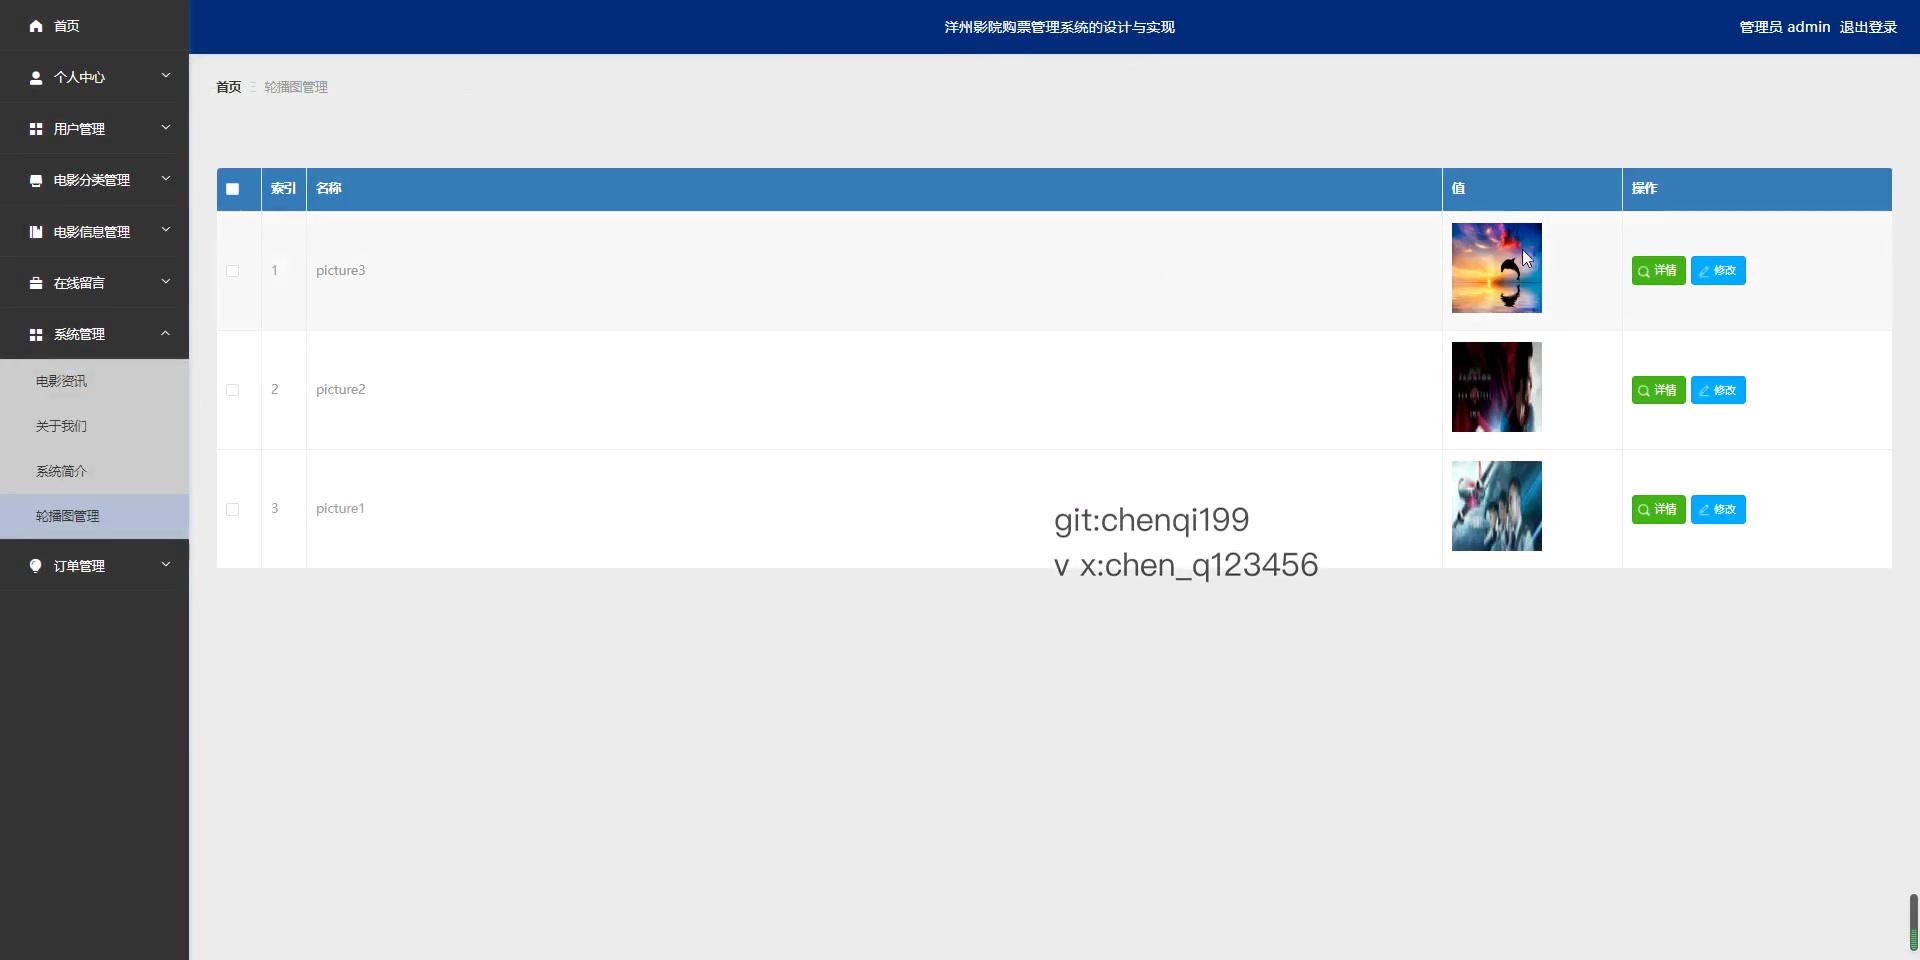 首页
个人中心
用户管理
电影分类管理
电影信息管理
在线留言
系统管理
电影资讯
关于我们
系统简介
轮播图管理
订单管理
洋州影院购票管理系统的设计与实现
管理员 admin 退出登录
首页 轮播图管理
索引 名称 值 操作
1 picture3 详情 修改
2 picture2 详情 修改
3 picture1 详情 修改
git:chenqi199
v x:chen_q123456